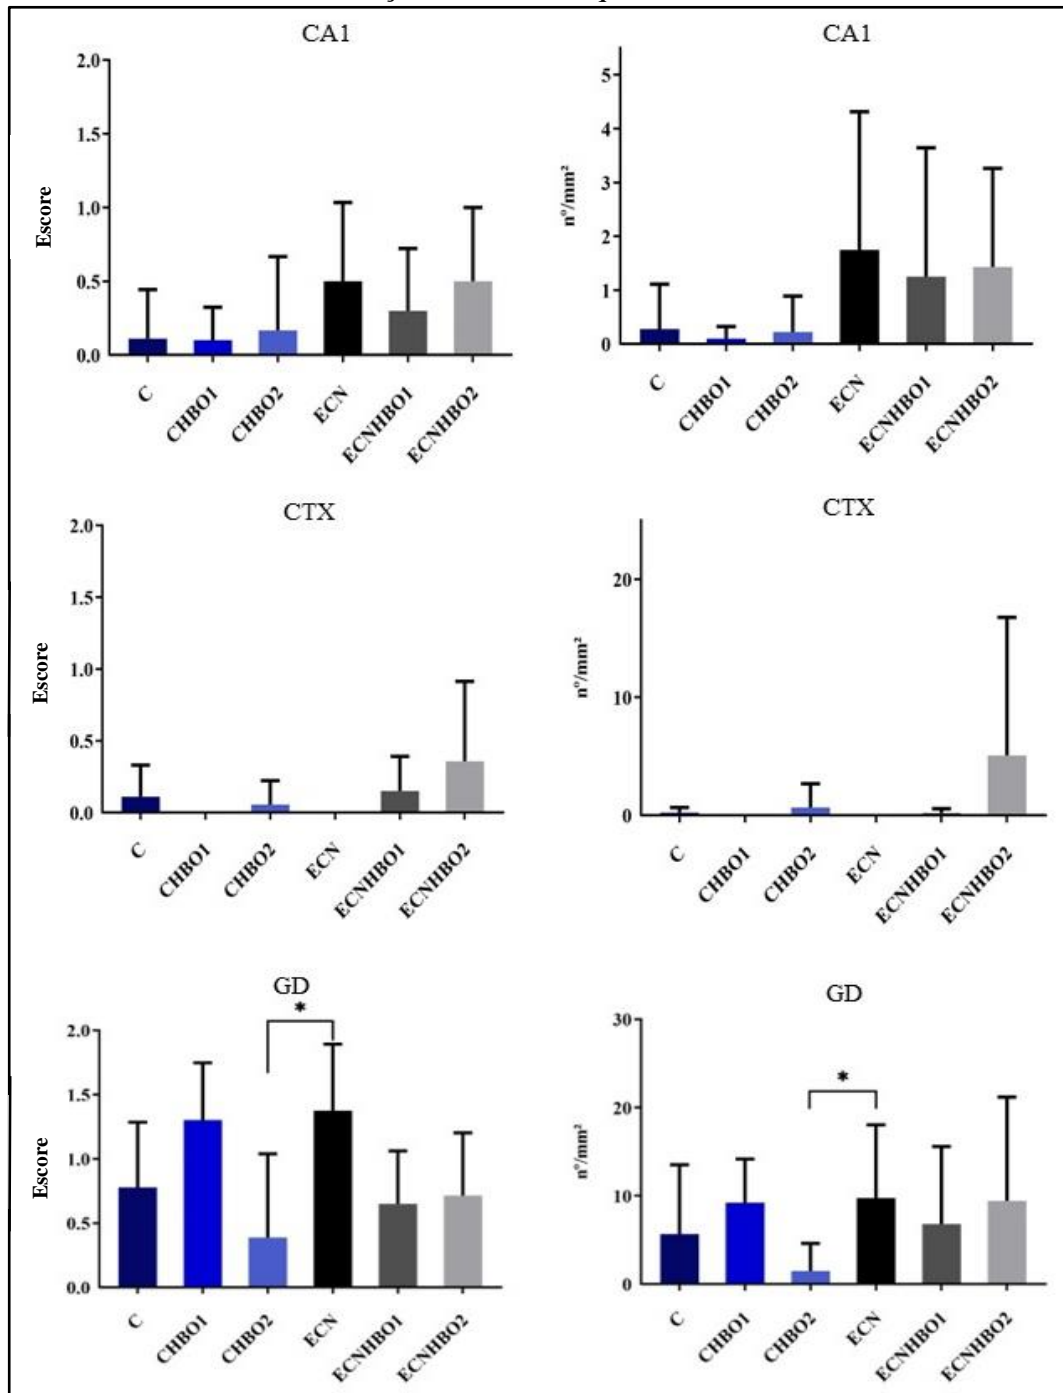 CA1
2.0
1.5
1.0
0.5
0.0
Escore
C
CHBO1
CHBO2
ECN
ECNHBO1
ECNHBO2
CA1
5
4
3
2
1
0
nº/mm²
C
CHBO1
CHBO2
ECN
ECNHBO1
ECNHBO2
CTX
2.0
1.5
1.0
0.5
0.0
Escore
C
CHBO1
CHBO2
ECN
ECNHBO1
ECNHBO2
CTX
20
10
0
nº/mm²
C
CHBO1
CHBO2
ECN
ECNHBO1
ECNHBO2
GD
*
2.0
1.5
1.0
0.5
0.0
Escore
C
CHBO1
CHBO2
ECN
ECNHBO1
ECNHBO2
GD
*
30
20
10
0
nº/mm²
C
CHBO1
CHBO2
ECN
ECNHBO1
ECNHBO2